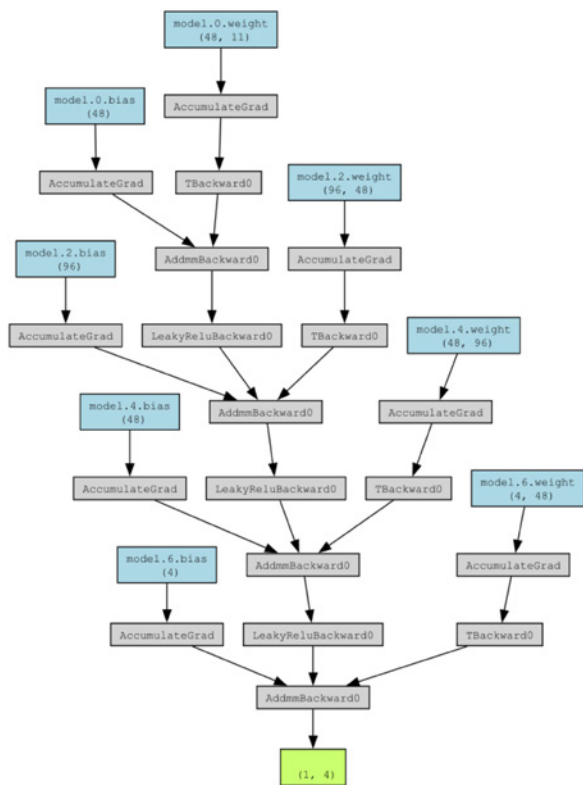 model.0.weight
(48, 11)
model.0.bias
(48)
AccumulateGrad
AccumulateGrad
TBackward0
model.2.weight
(96, 48)
model.2.bias
(96)
AddmmBackward0
AccumulateGrad
AccumulateGrad
LeakyReluBackward0
TBackward0
model.4.weight
(48, 96)
model.4.bias
(48)
AddmmBackward0
AccumulateGrad
AccumulateGrad
LeakyReluBackward0
TBackward0
model.6.weight
(4, 48)
model.6.bias
(4)
AddmmBackward0
AccumulateGrad
AccumulateGrad
LeakyReluBackward0
TBackward0
AddmmBackward0
(1, 4)